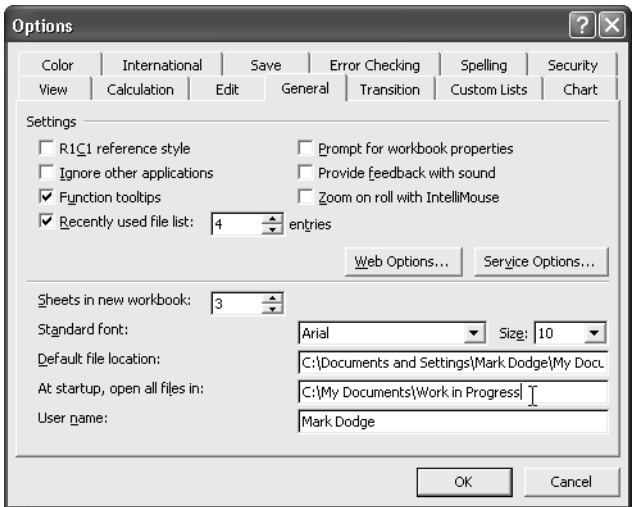 Options
Color International Save Error Checking Spelling Security
View Calculation Edit General Transition Custom Lists Chart
Settings
R1C1 reference style Prompt for workbook properties
Ignore other applications Provide feedback with sound
Function tooltips Zoom on roll with IntelliMouse
Recently used file list: 4 entries
Web Options... Service Options...
Sheets in new workbook: 3
Standard font: Arial Size: 10
Default file location: C:\Documents and Settings\Mark Dodge\My Docu
At startup, open all files in: C:\My Documents\Work in Progress
User name: Mark Dodge
OK Cancel